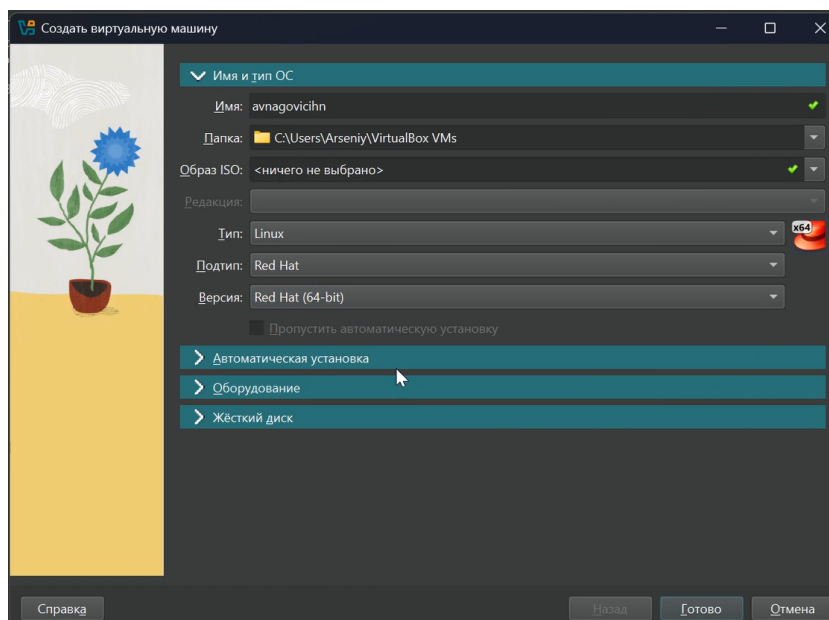 Создать виртуальную машину
Имя и тип ОС
Имя: avnagovicihn
Папка: C:\Users\Arseniy\VirtualBox VMs
Образ ISO: <ничего не выбрано>
Редакция:
Тип: Linux
x64
Подтип: Red Hat
Версия: Red Hat (64-bit)
Пропустить автоматическую установку
Автоматическая установка
Оборудование
Жёсткий диск
Справка Назад Готово Отмена